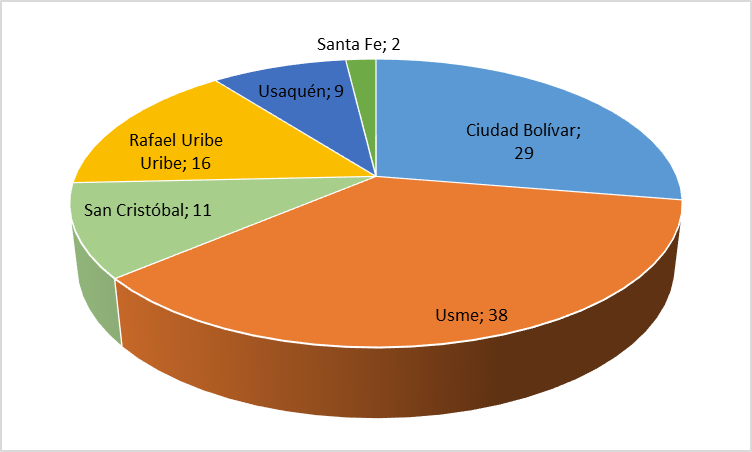 Santa Fe; 2
Usaquén; 9
Ciudad Bolívar;
29
Rafael Uribe
Uribe; 16
San Cristóbal; 11
Usme; 38